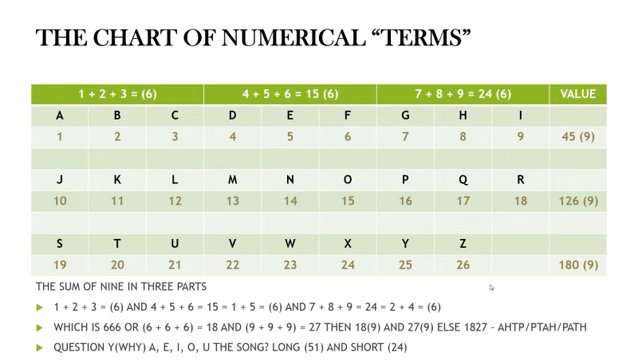 THE CHART OF NUMERICAL “TERMS”
1 + 2 + 3 = (6) 4 + 5 + 6 = 15 (6) 7 + 8 + 9 = 24 (6) VALUE
A B C D E F G H I
1 2 3 4 5 6 7 8 9 45 (9)
J K L M N O P Q R
10 11 12 13 14 15 16 17 18 126 (9)
S T U V W X Y Z
19 20 21 22 23 24 25 26 180 (9)
THE SUM OF NINE IN THREE PARTS
1 + 2 + 3 = (6) AND 4 + 5 + 6 = 15 = 1 + 5 = (6) AND 7 + 8 + 9 = 24 = 2 + 4 = (6)
WHICH IS 666 OR (6 + 6 + 6) = 18 AND (9 + 9 + 9) = 27 THEN 18(9) AND 27(9) ELSE 1827 – AHTP/PTAH/PATH
QUESTION Y(WHY) A, E, I, O, U THE SONG? LONG (51) AND SHORT (24)